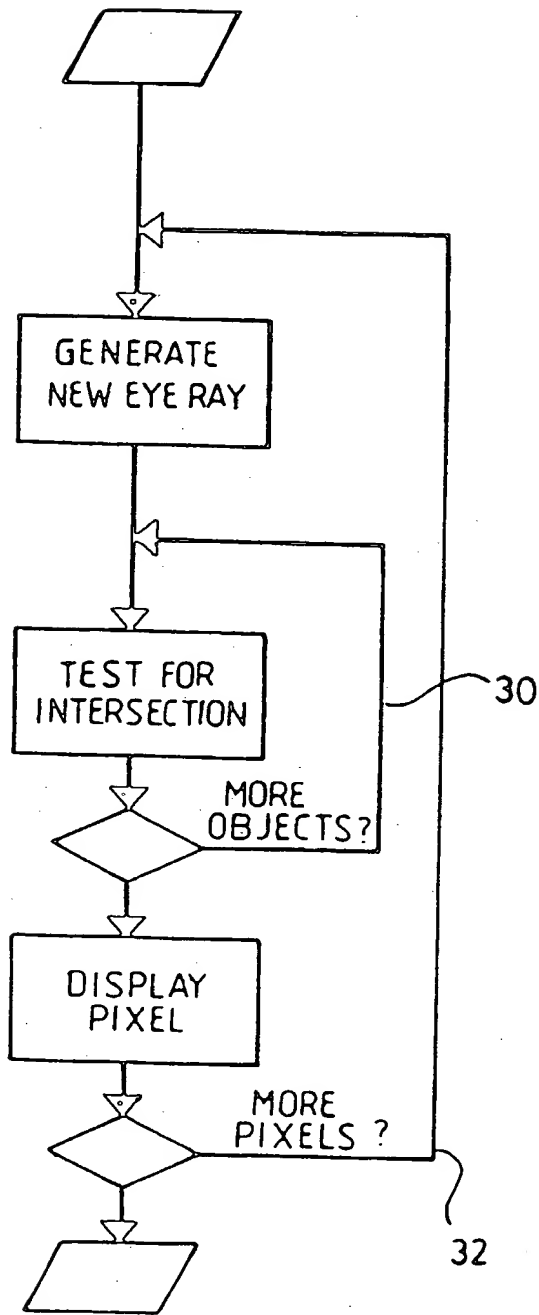 GENERATE
NEW EYE RAY
TEST FOR
INTERSECTION
30
MORE
OBJECTS?
DISPLAY
PIXEL
MORE
PIXELS ?
32